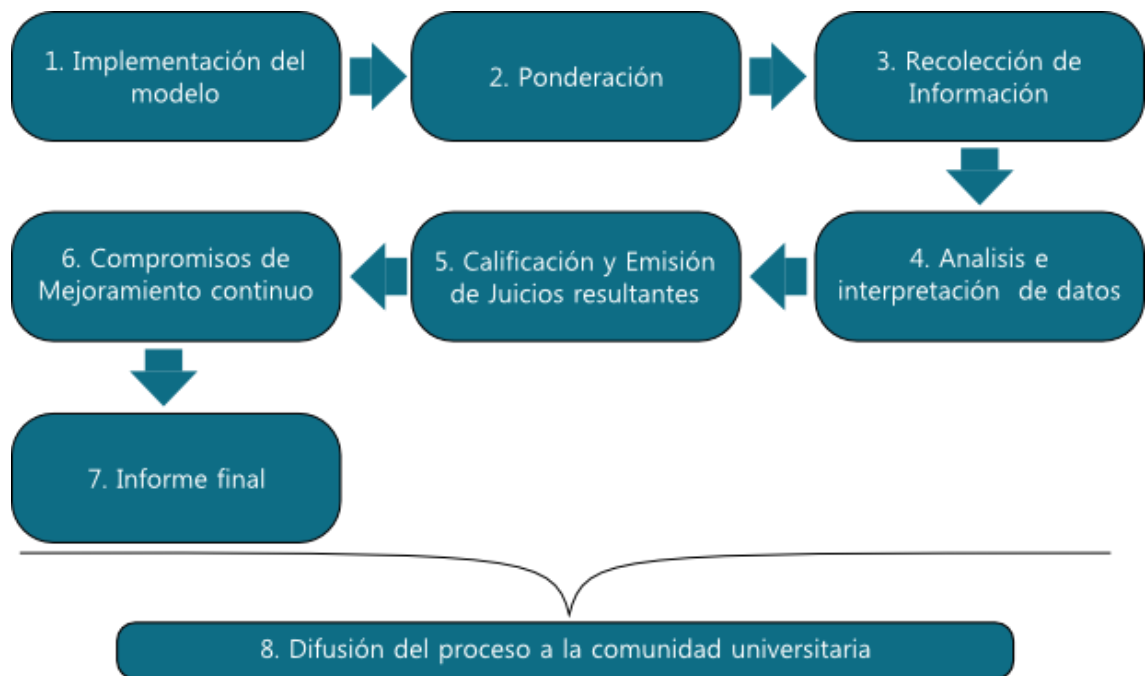 1. Implementación del
modelo
2. Ponderación
3. Recolección de
Información
4. Analisis e
interpretación de datos
5. Calificación y Emisión
de Juicios resultantes
6. Compromisos de
Mejoramiento continuo
7. Informe final
8. Difusión del proceso a la comunidad universitaria